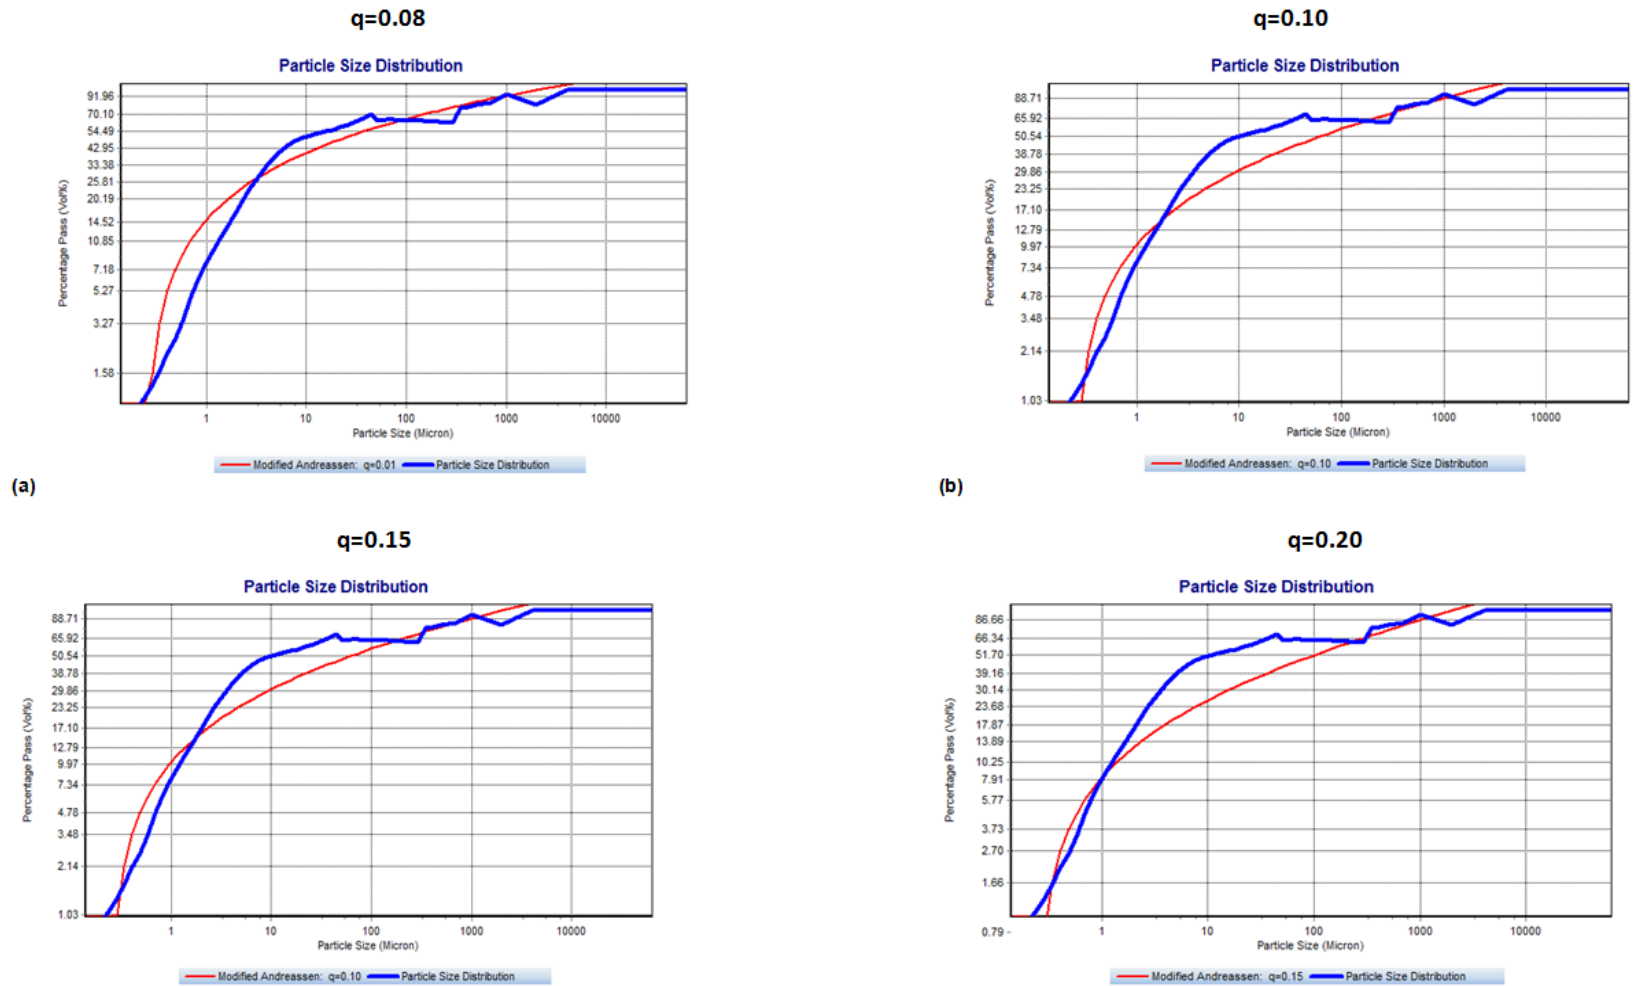 q=0.08
Particle Size Distribution
Percentage Pass (Vol%)
91.96
70.10
54.49
42.95
33.38
25.81
20.19
14.52
10.85
7.18
5.27
3.27
1.58
1 10 100 1000 10000
Particle Size (Micron)
Modified Andreassen: q=0.01 Particle Size Distribution
(a)
q=0.10
Particle Size Distribution
Percentage Pass (Vol%)
88.71
65.92
50.54
38.78
29.86
23.25
17.10
12.79
9.97
7.34
4.78
3.48
2.14
1.03
1 10 100 1000 10000
Particle Size (Micron)
Modified Andreassen: q=0.10 Particle Size Distribution
(b)
q=0.15
Particle Size Distribution
Percentage Pass (Vol%)
88.71
65.92
50.54
38.78
29.86
23.25
17.10
12.79
9.97
7.34
4.78
3.48
2.14
1.03
1 10 100 1000 10000
Particle Size (Micron)
Modified Andreassen: q=0.10 Particle Size Distribution
q=0.20
Particle Size Distribution
Percentage Pass (Vol%)
86.66
66.34
51.70
39.16
30.14
23.68
17.87
13.89
10.25
7.91
5.77
3.73
2.70
1.66
0.79
1 10 100 1000 10000
Particle Size (Micron)
Modified Andreassen: q=0.15 Particle Size Distribution